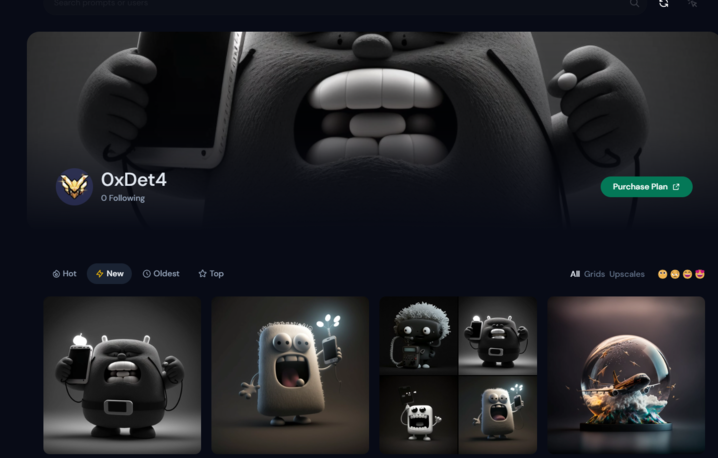 Search prompts or users
0xDet4
0 Following
Purchase Plan
Hot New Oldest Top
All Grids Upscales